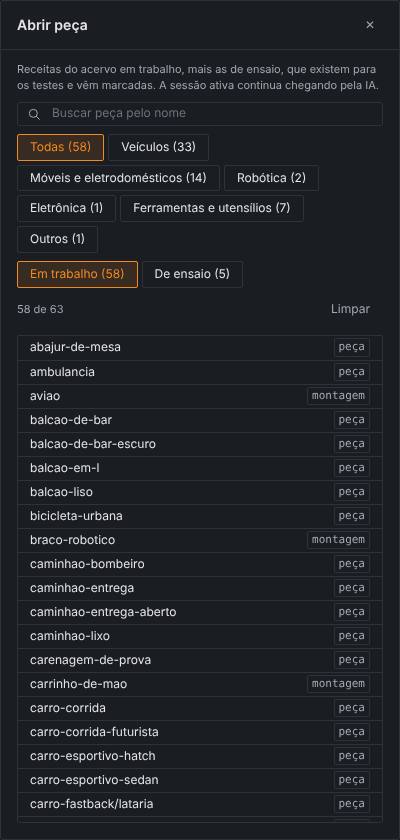 Abrir peça ×
Receitas do acervo em trabalho, mais as de ensaio, que existem para
os testes e vêm marcadas. A sessão ativa continua chegando pela IA.
Buscar peça pelo nome
Todas (58) Veículos (33)
Móveis e eletrodomésticos (14) Robótica (2)
Eletrônica (1) Ferramentas e utensílios (7)
Outros (1)
Em trabalho (58) De ensaio (5)
58 de 63 Limpar
abajur-de-mesa peça
ambulancia peça
aviao montagem
balcao-de-bar peça
balcao-de-bar-escuro peça
balcao-em-l peça
balcao-liso peça
bicicleta-urbana peça
braco-robotico montagem
caminhao-bombeiro peça
caminhao-entrega peça
caminhao-entrega-aberto peça
caminhao-lixo peça
carenagem-de-prova peça
carrinho-de-mao montagem
carro-corrida peça
carro-corrida-futurista peça
carro-esportivo-hatch peça
carro-esportivo-sedan peça
carro-fastback/lataria peça